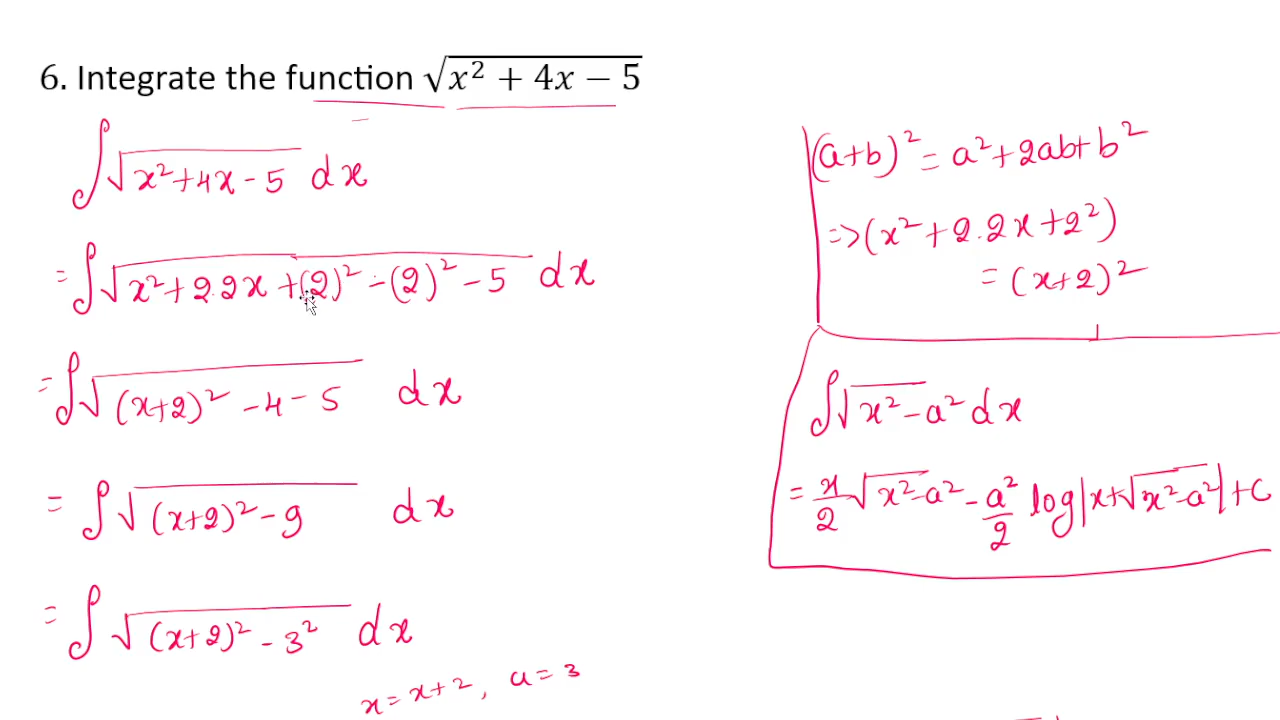 6. Integrate the function √(x² + 4x − 5)
∫√(x²+4x-5) dx
= ∫√(x²+2.2x+(2)²-(2)²-5) dx
= ∫√((x+2)²-4-5) dx
= ∫√((x+2)²-9) dx
= ∫√((x+2)²-3²) dx
x=x+2, a=3
(a+b)²=a²+2ab+b²
=>(x²+2.2x+2²)
=(x+2)²
∫√(x²-a²) dx
= x/2 √(x²-a²) - a²/2 log|x+√(x²-a²)|+C